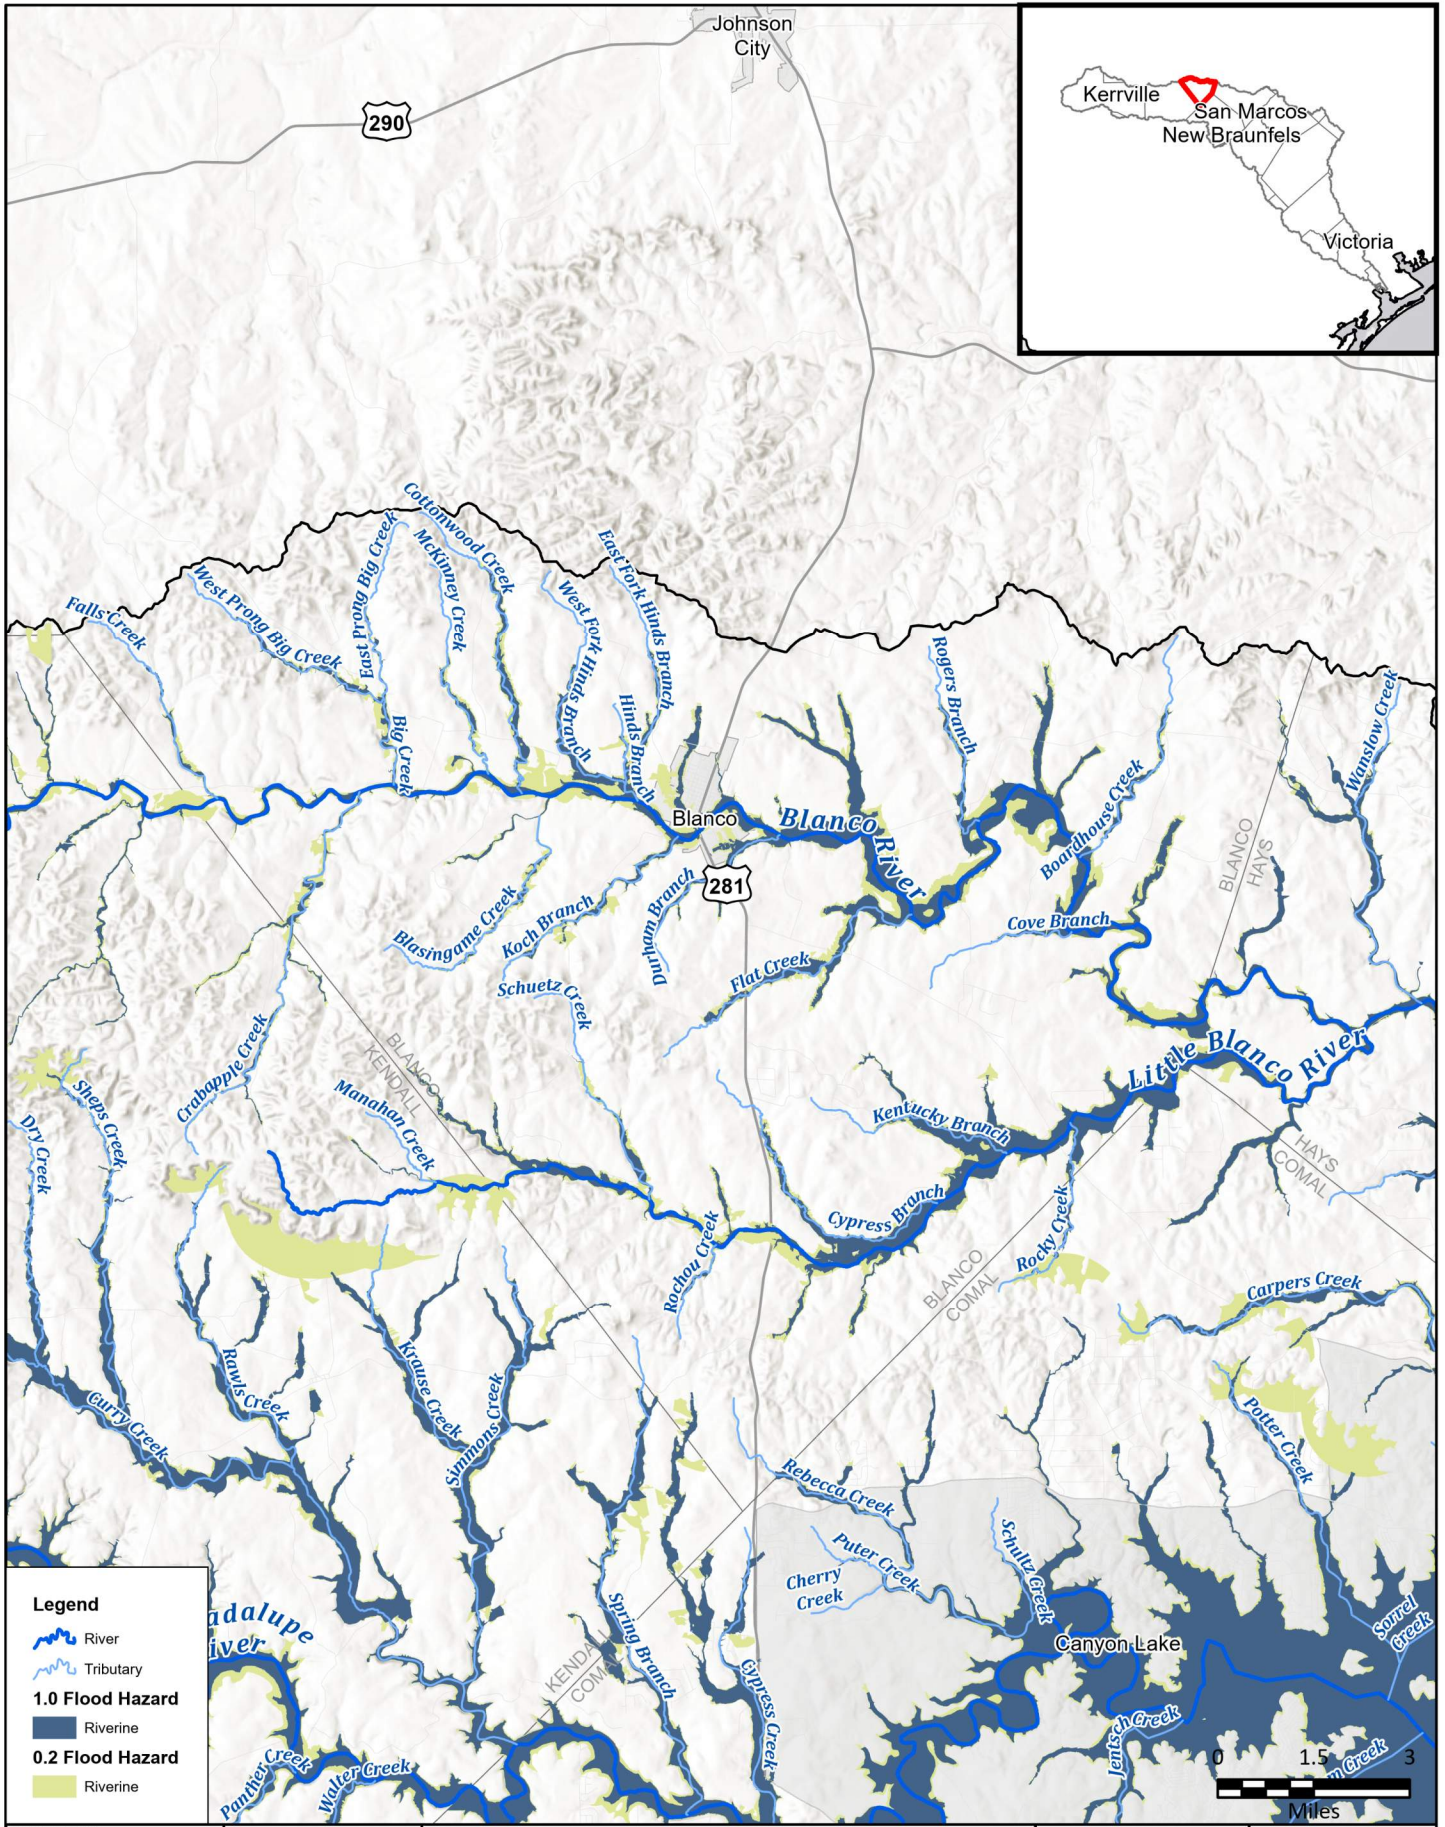 Johnson
City
290
Kerrville
San Marcos
New Braunfels
Victoria
Cottonwood Creek
East Prong Big Creek
McKinney Creek
East Fork Hinds Branch
West Fork Hinds Branch
West Prong Big Creek
Falls Creek
Rogers Branch
Hinds Branch
Big Creek
Wanslow Creek
Boardhouse Creek
Blanco
Blanco River
BLANCO
HAYS
281
Durham Branch
Koch Branch
Blasingame Creek
Cove Branch
Flat Creek
Schuetz Creek
Crabapple Creek
BLANCO
KENDALL
Little Blanco River
Sheps Creek
Manahan Creek
Kentucky Branch
Dry Creek
HAYS
COMAL
Cypress Branch
Rocky Creek
Rochou Creek
BLANCO
COMAL
Carpers Creek
Rawls Creek
Krause Creek
Simmons Creek
Curry Creek
Potter Creek
Rebecca Creek
Puter Creek
Schultz Creek
Cherry
Creek
Spring Branch
Sorrel
Creek
Canyon Lake
KENDALL
COMAL
Cypress Creek
Jentsch Creek
adalupe
iver
Panther Creek
Walter Creek
m Creek
Legend
River
Tributary
1.0 Flood Hazard
Riverine
0.2 Flood Hazard
Riverine
0 1.5 3
Miles